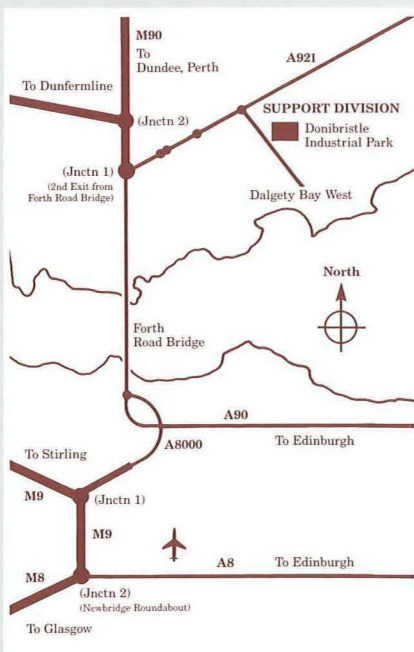 M90
To
Dundee, Perth
A921
To Dunfermline
(Jnctn 2)
SUPPORT DIVISION
Donibristle
Industrial Park
(Jnctn 1)
(2nd Exit from
Forth Road Bridge)
Dalgety Bay West
North
Forth
Road Bridge
A90
To Edinburgh
A8000
To Stirling
M9
(Jnctn 1)
M9
A8
To Edinburgh
M8
(Jnctn 2)
(Newbridge Roundabout)
To Glasgow